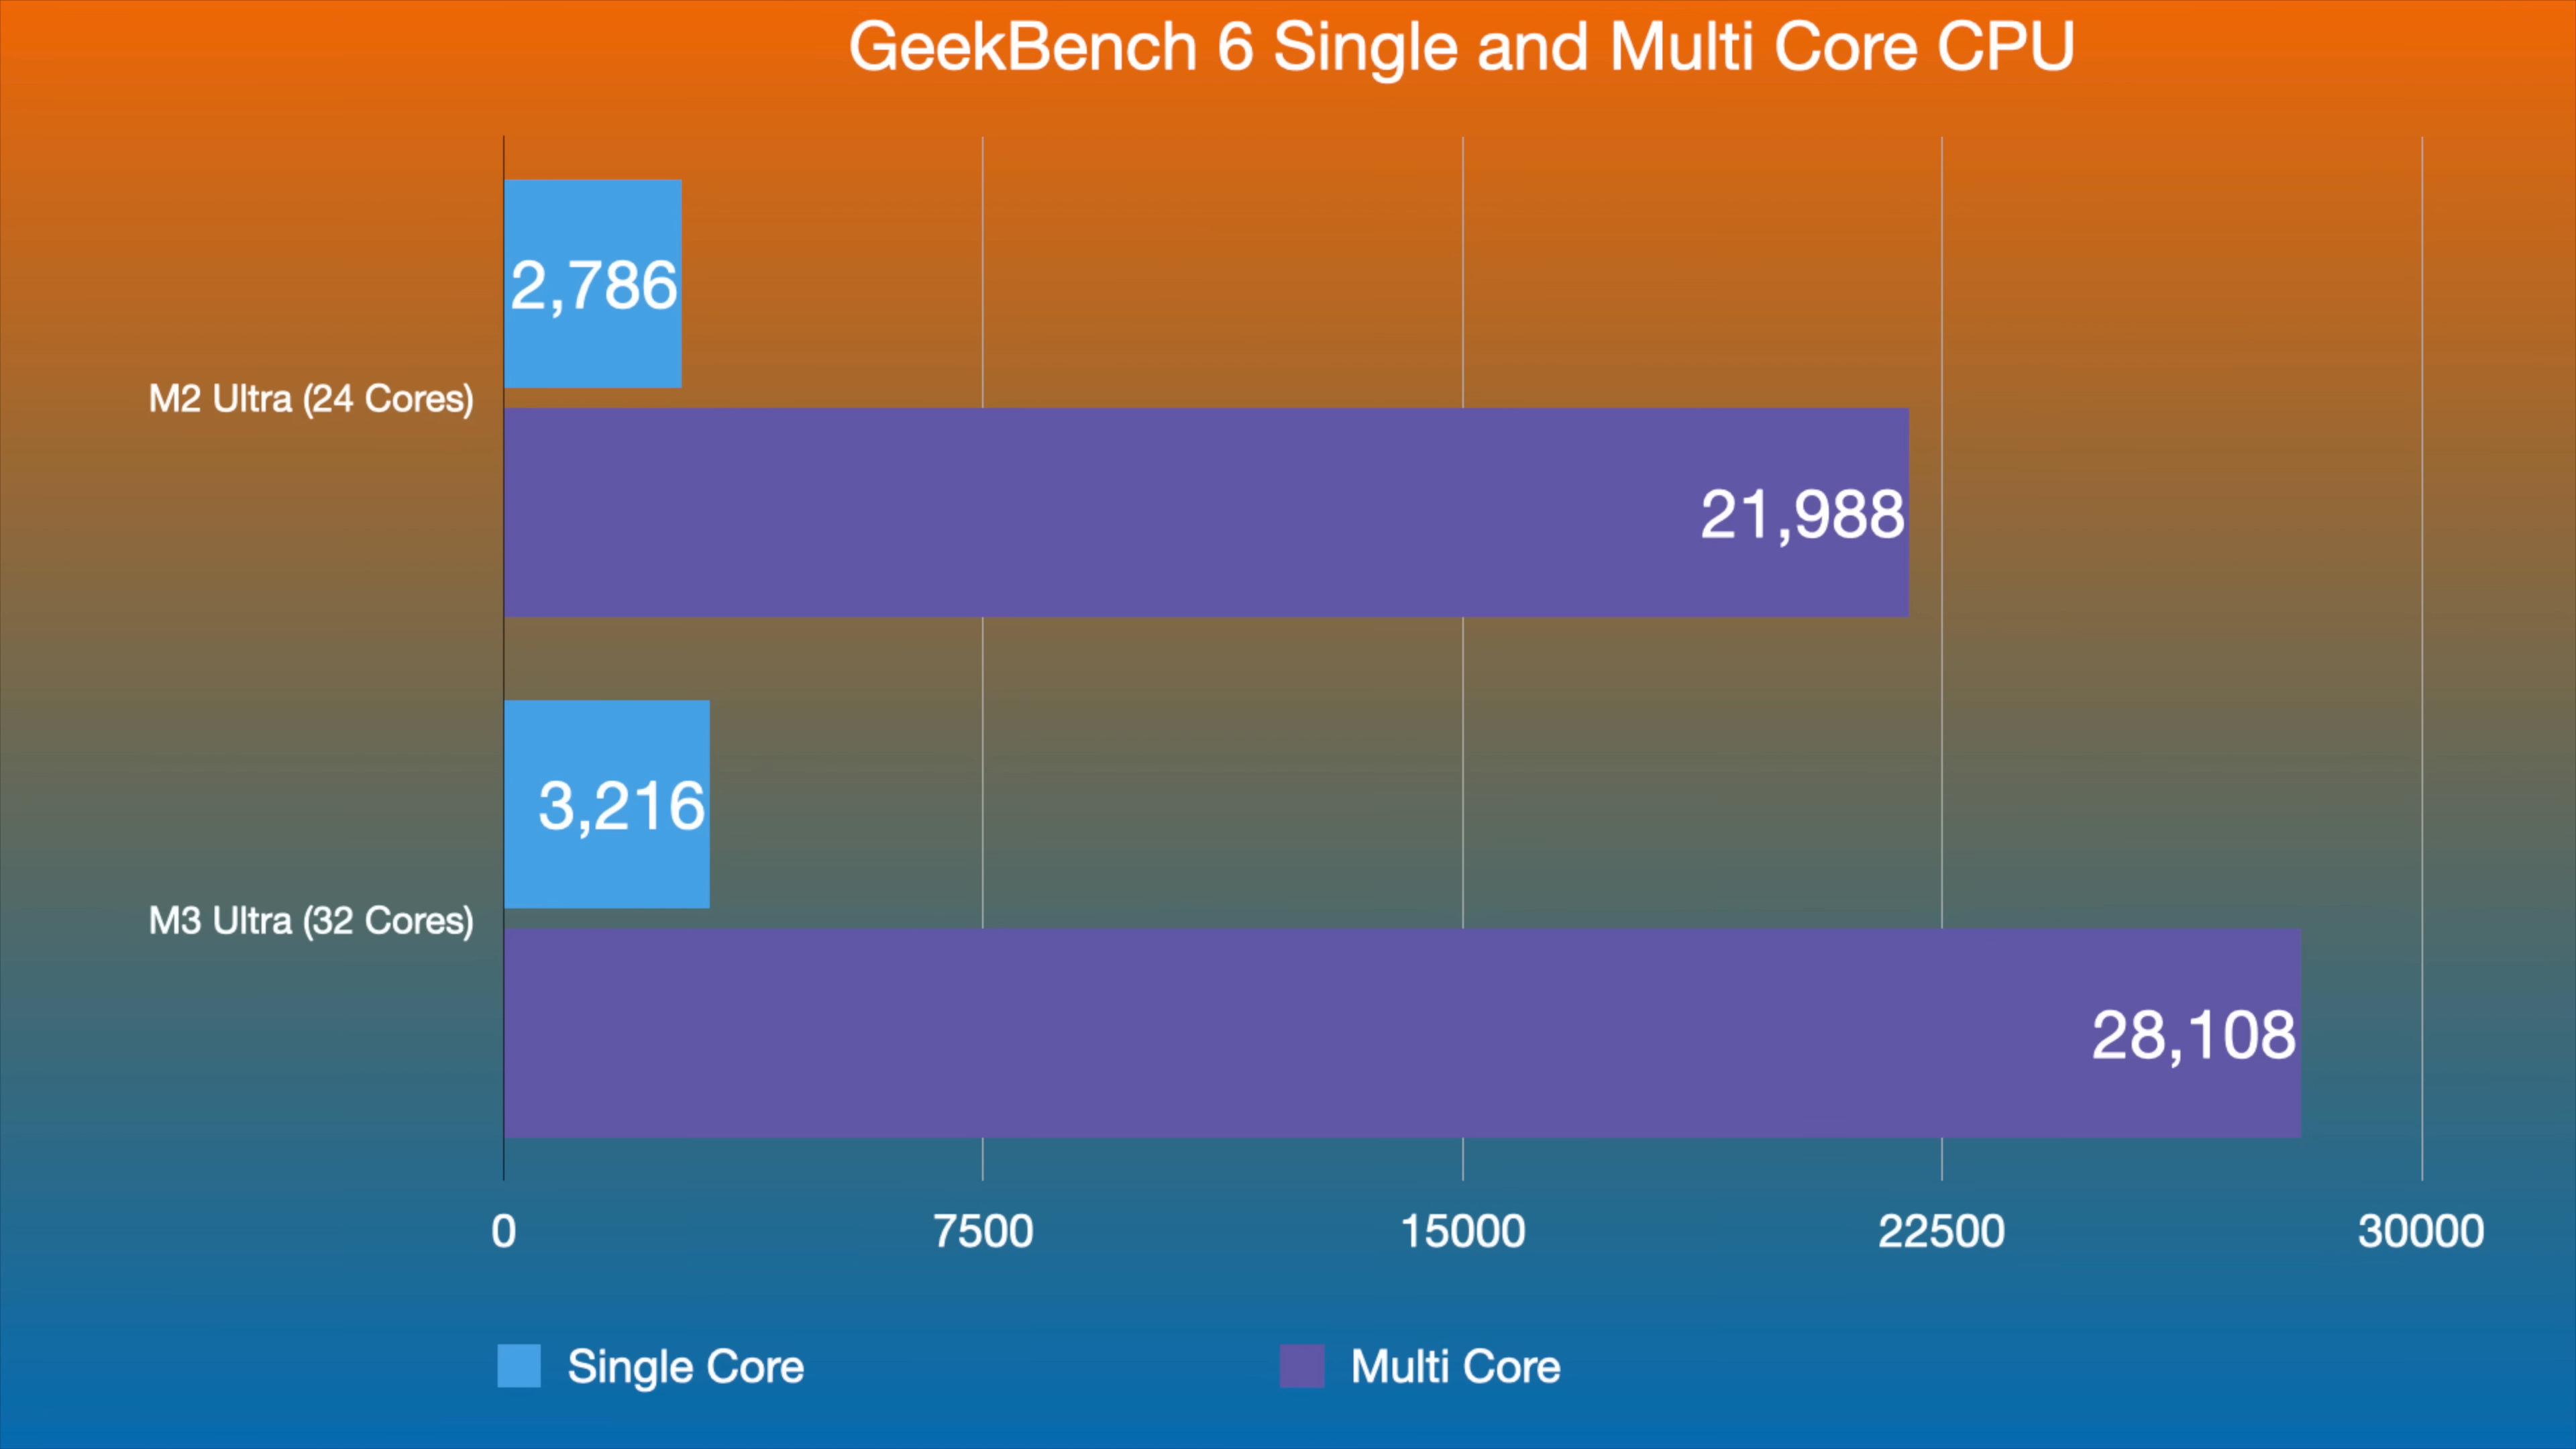 GeekBench 6 Single and Multi Core CPU
2,786
M2 Ultra (24 Cores)
21,988
3,216
M3 Ultra (32 Cores)
28,108
0 7500 15000 22500 30000
Single Core Multi Core